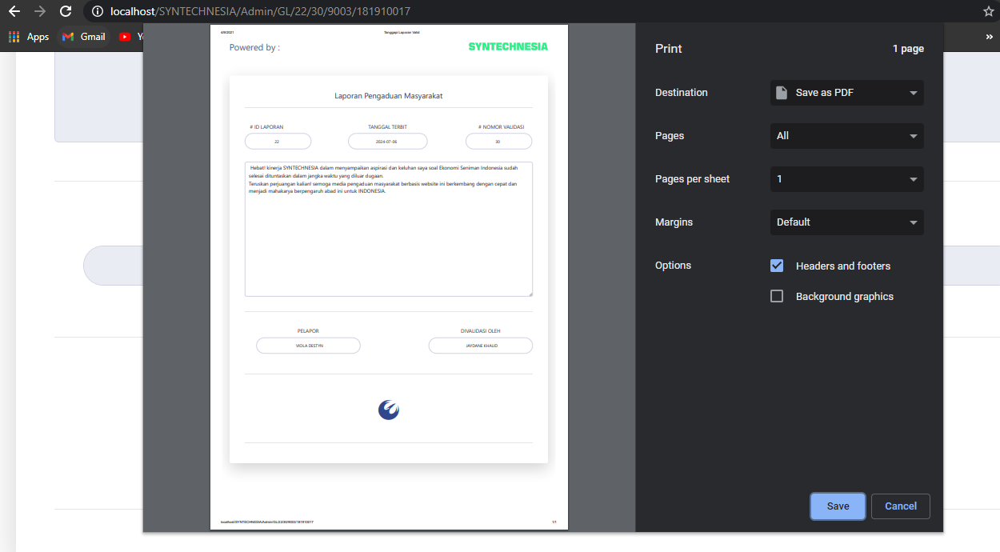 localhost/SYNTECHNESIA/Admin/GL/22/30/9003/181910017
Apps Gmail
4/9/2021 Tanggapi Laporan Valid
Powered by : SYNTECHNESIA
Laporan Pengaduan Masyarakat
# ID LAPORAN TANGGAL TERBIT # NOMOR VALIDASI
22 2024-07-06 30
Hebat! kinerja SYNTECHNESIA dalam menyampaikan aspirasi dan keluhan saya soal Ekonomi Seniman Indonesia sudah
selesai dituntaskan dalam jangka waktu yang diluar dugaan.
Teruskan perjuangan kalian! semoga media pengaduan masyarakat berbasis website ini berkembang dengan cepat dan
menjadi mahakarya berpengaruh abad ini untuk INDONESIA.
PELAPOR DIVALIDASI OLEH
VIOLA DESTYN JAYDANE KHALID
localhost/SYNTECHNESIA/Admin/GL/22/30/9003/181910017 1/1
Print 1 page
Destination Save as PDF
Pages All
Pages per sheet 1
Margins Default
Options Headers and footers
Background graphics
Save Cancel